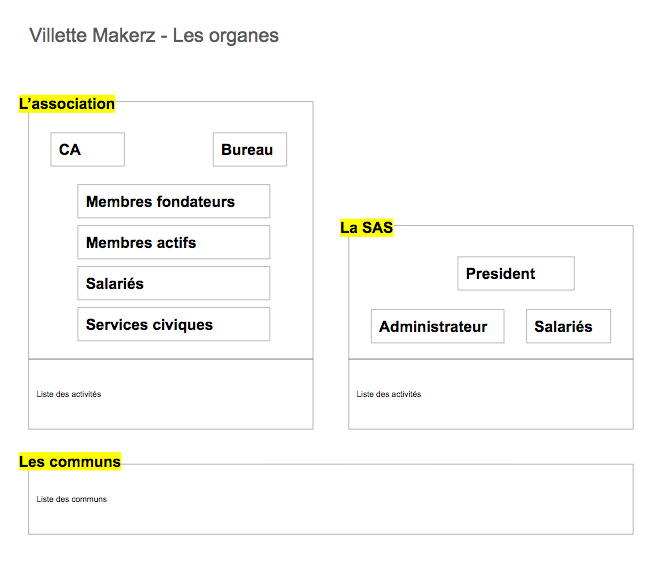 Villette Makerz - Les organes
L'association
CA
Bureau
Membres fondateurs
Membres actifs
Salariés
Services civiques
Liste des activités
La SAS
President
Administrateur
Salariés
Liste des activités
Les communs
Liste des communs